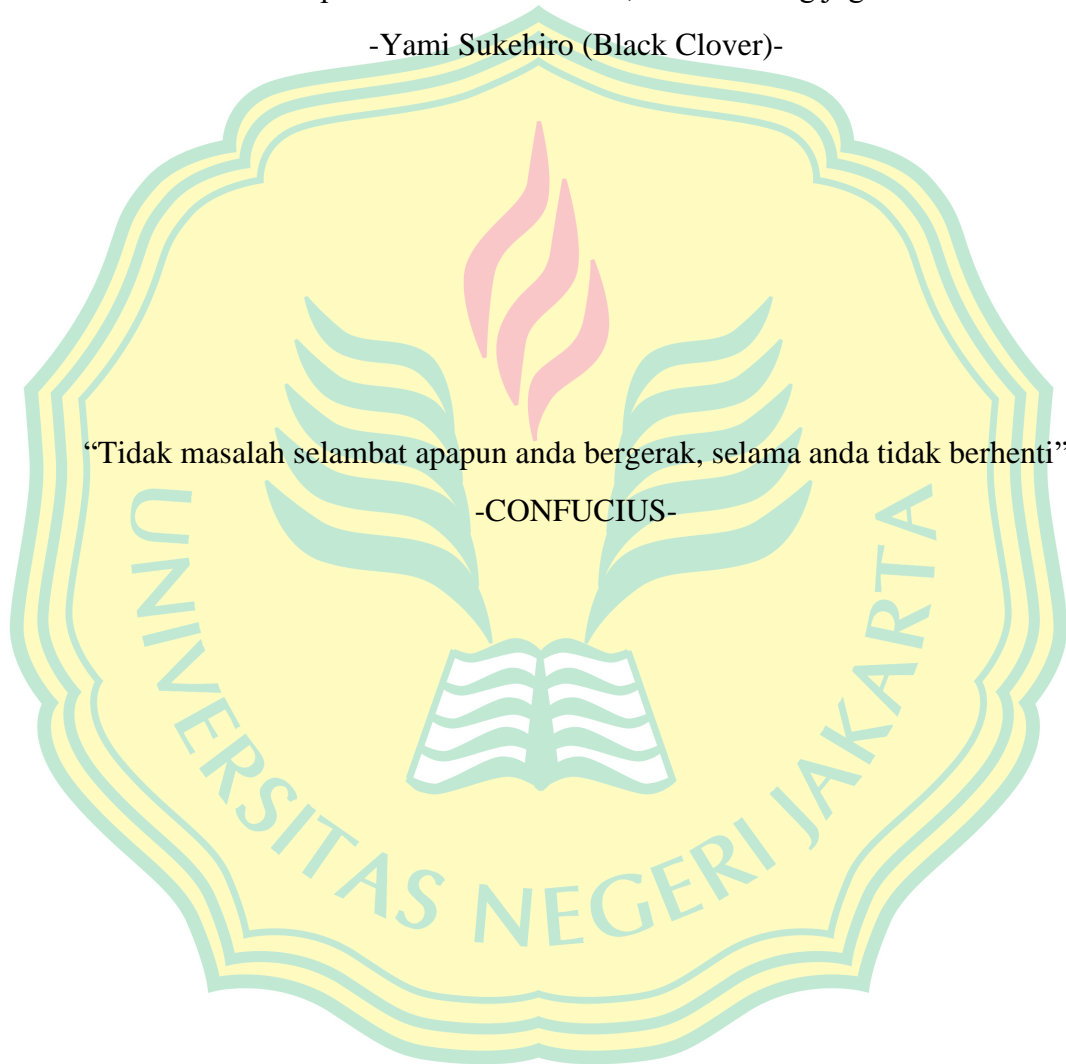 -Yami Sukehiro (Black Clover)-
“Tidak masalah selambat apapun anda bergerak, selama anda tidak berhenti”
-CONFUCIUS-
UNIVERSITAS NEGERI JAKARTA